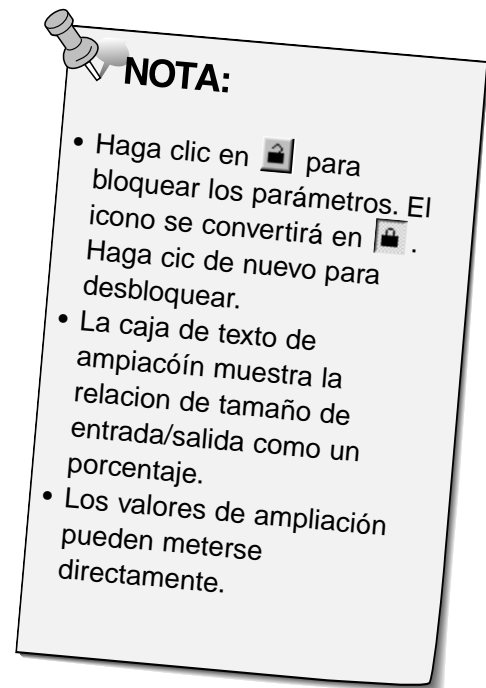 NOTA:
• Haga clic en para
bloquear los parámetros. El
icono se convertirá en .
Haga cic de nuevo para
desbloquear.
• La caja de texto de
ampiacóín muestra la
relacion de tamaño de
entrada/salida como un
porcentaje.
• Los valores de ampliación
pueden meterse
directamente.